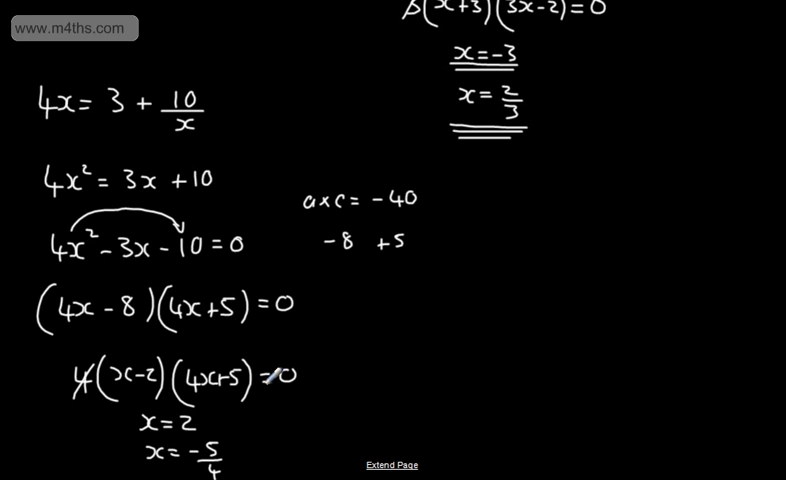 www.m4ths.com
3(x+3)(3x-2)=0
x=-3
x=2/3
4x=3+10/x
4x²=3x+10
4x²-3x-10=0
a×c=-40
-8 +5
(4x-8)(4x+5)=0
4(x-2)(4x+5)=0
x=2
x=-5/4
Extend Page